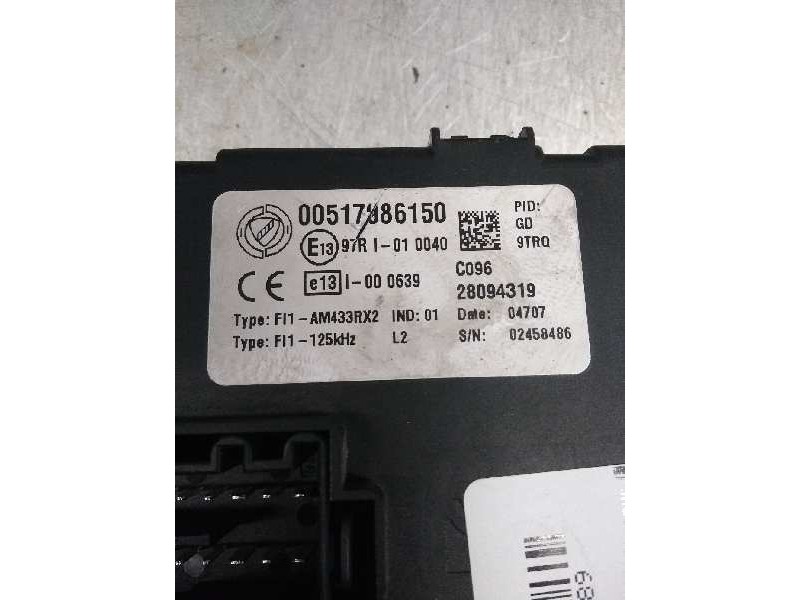 00517986150
PID:
GD
9TRQ
E13 97R I-01 0040
CE e13 I-00 0639
C096
28094319
Type: FI1-AM433RX2 IND: 01 Date: 04707
Type: FI1-125kHz L2 S/N: 02458486